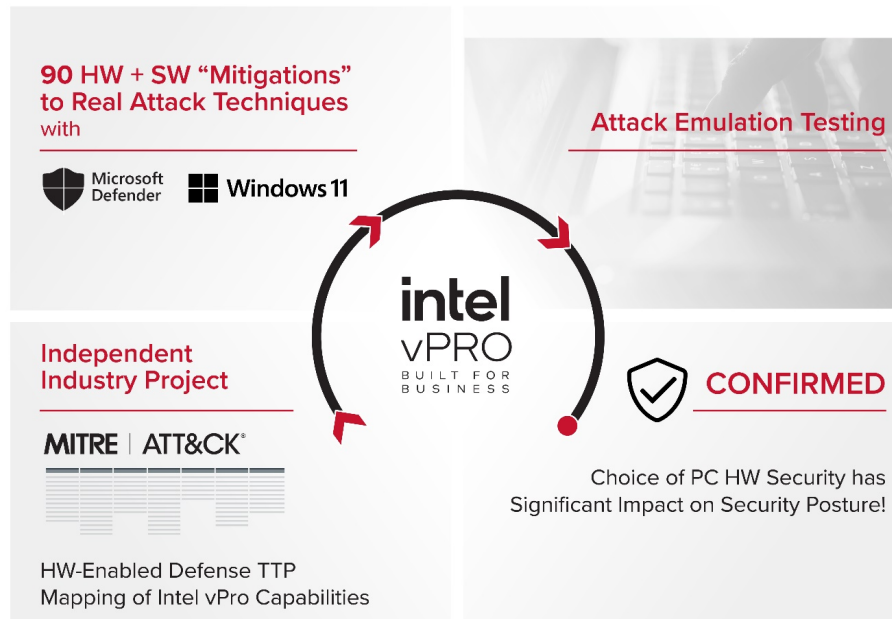 90 HW + SW “Mitigations”
to Real Attack Techniques
with
Microsoft
Defender
Windows 11
Attack Emulation Testing
intel
vPRO
BUILT FOR
BUSINESS
Independent
Industry Project
MITRE | ATT&CK®
HW-Enabled Defense TTP
Mapping of Intel vPro Capabilities
CONFIRMED
Choice of PC HW Security has
Significant Impact on Security Posture!